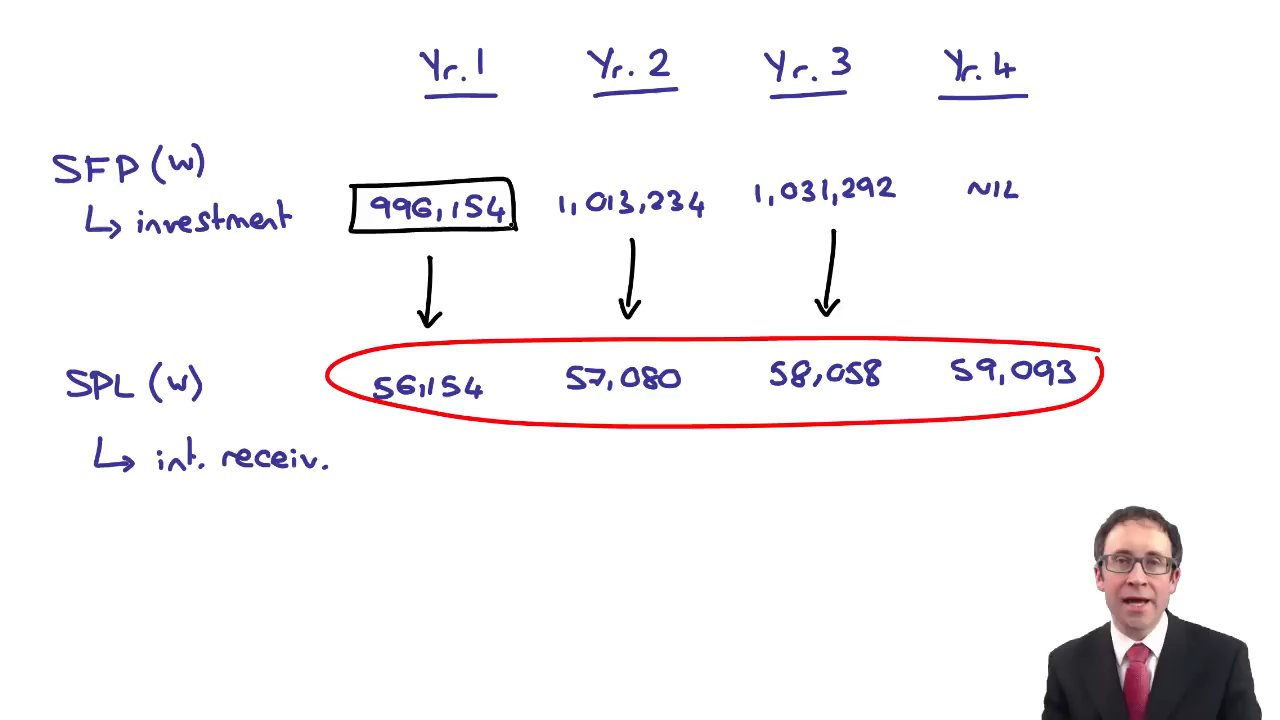 Yr. 1 Yr. 2 Yr. 3 Yr. 4
SFP (W)
↳ investment 996,154 1,013,234 1,031,292 NIL
SPL (W) 56,154 57,080 58,058 59,093
↳ int. receiv.